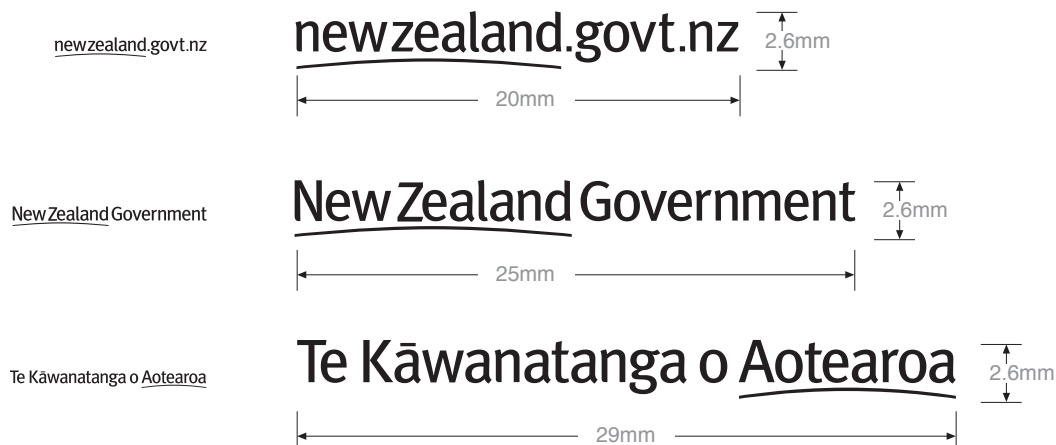 newzealand.govt.nz
newzealand.govt.nz
2.6mm
20mm
New Zealand Government
New Zealand Government
2.6mm
25mm
Te Kāwanatanga o Aotearoa
Te Kāwanatanga o Aotearoa
2.6mm
29mm